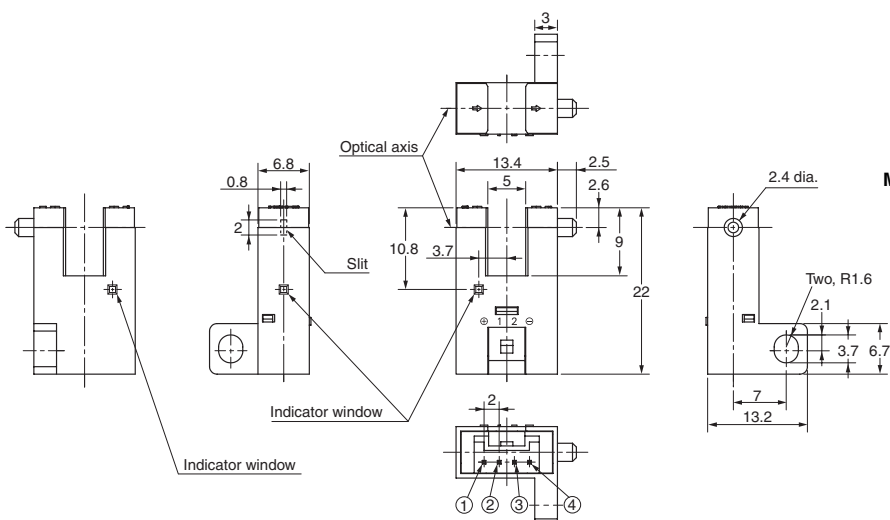 3
Optical axis
6.8
13.4
2.5
0.8
5
2.6
2.4 dia.
M
2
10.8
3.7
9
Slit
22
Two, R1.6
2.1
⊕ 1 2 ⊖
3.7
6.7
7
13.2
Indicator window
2
Indicator window
① ② ③ ④